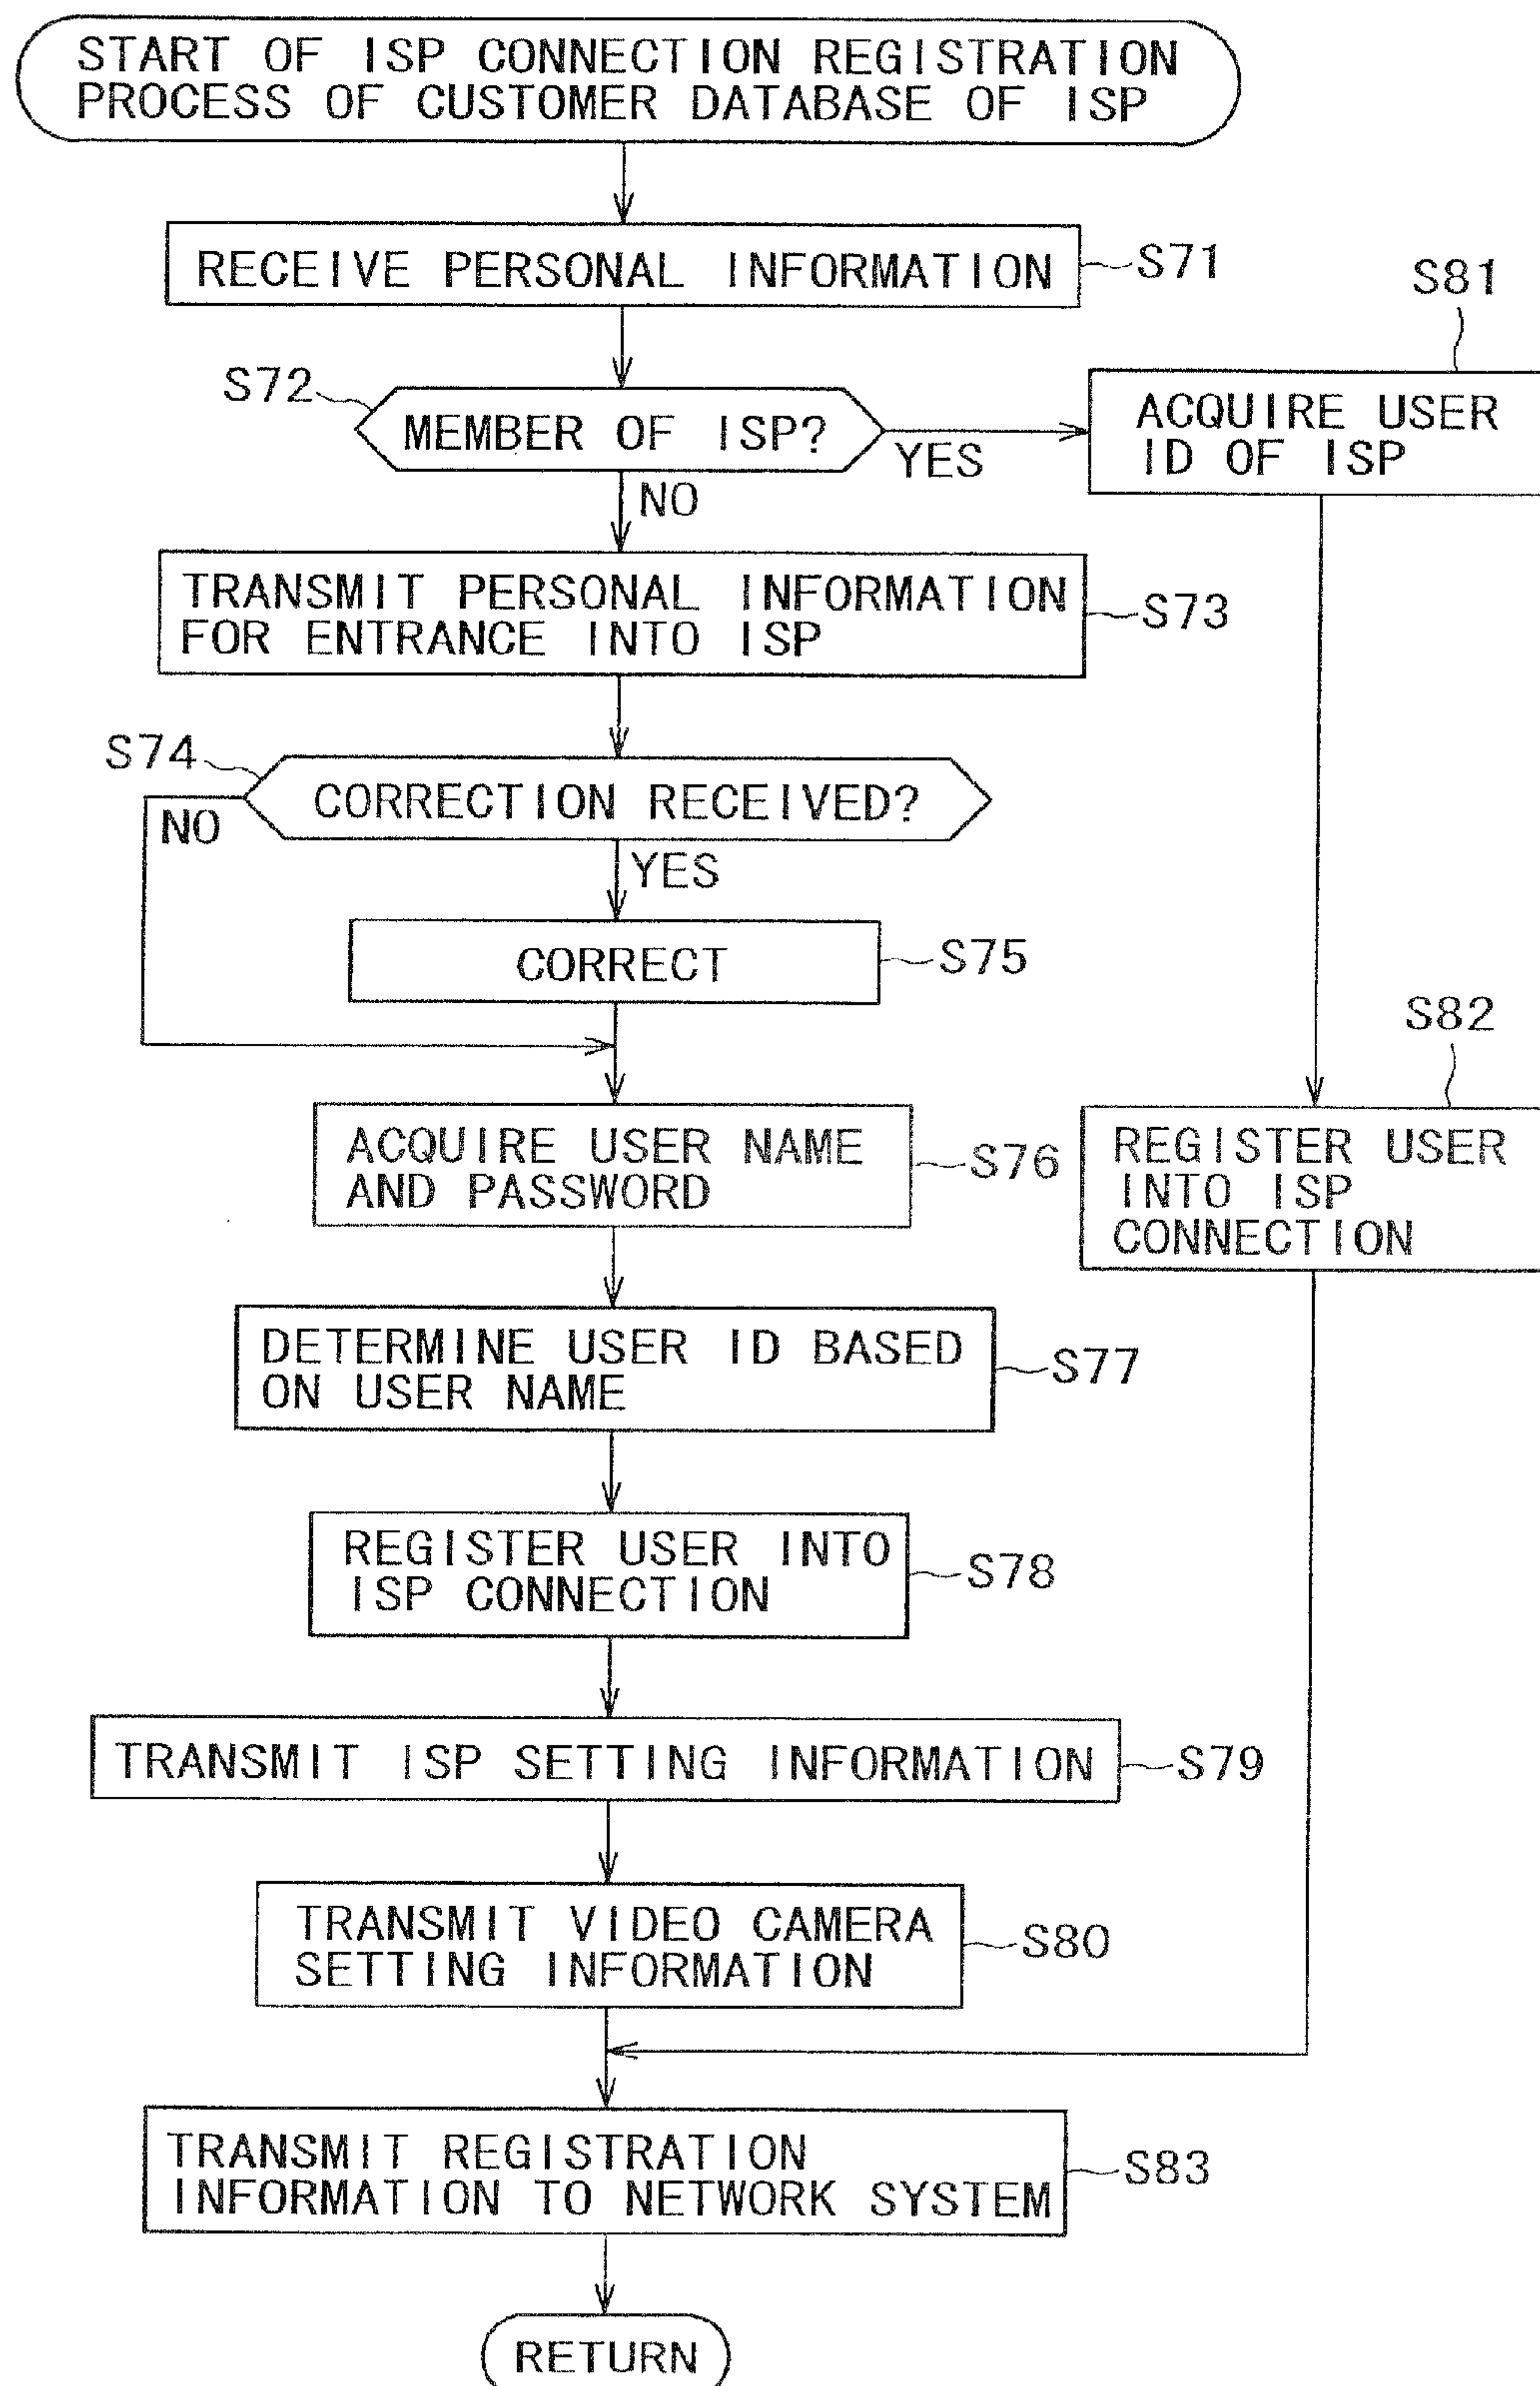 START OF ISP CONNECTION REGISTRATION
PROCESS OF CUSTOMER DATABASE OF ISP
RECEIVE PERSONAL INFORMATION
S71
S81
S72
MEMBER OF ISP?
YES
ACQUIRE USER
ID OF ISP
NO
TRANSMIT PERSONAL INFORMATION
FOR ENTRANCE INTO ISP
S73
S74
CORRECTION RECEIVED?
NO
YES
CORRECT
S75
S82
ACQUIRE USER NAME
AND PASSWORD
S76
REGISTER USER
INTO ISP
CONNECTION
DETERMINE USER ID BASED
ON USER NAME
S77
REGISTER USER INTO
ISP CONNECTION
S78
TRANSMIT ISP SETTING INFORMATION
S79
TRANSMIT VIDEO CAMERA
SETTING INFORMATION
S80
TRANSMIT REGISTRATION
INFORMATION TO NETWORK SYSTEM
S83
RETURN